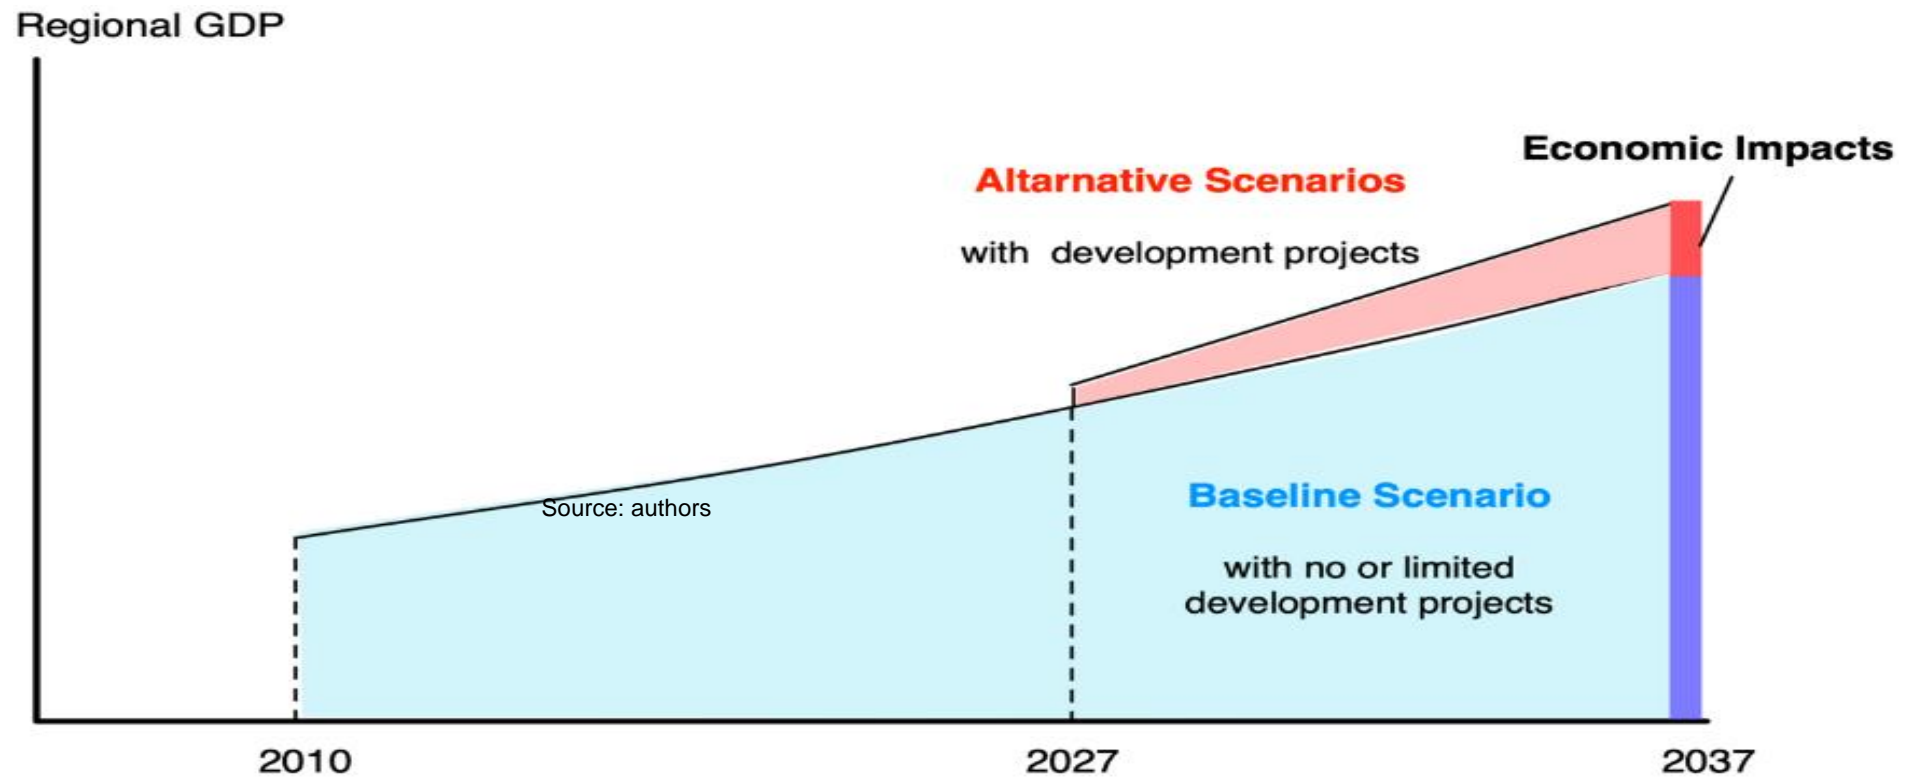 Regional GDP
Economic Impacts
Altarnative Scenarios
with development projects
Source: authors
Baseline Scenario
with no or limited
development projects
2010
2027
2037